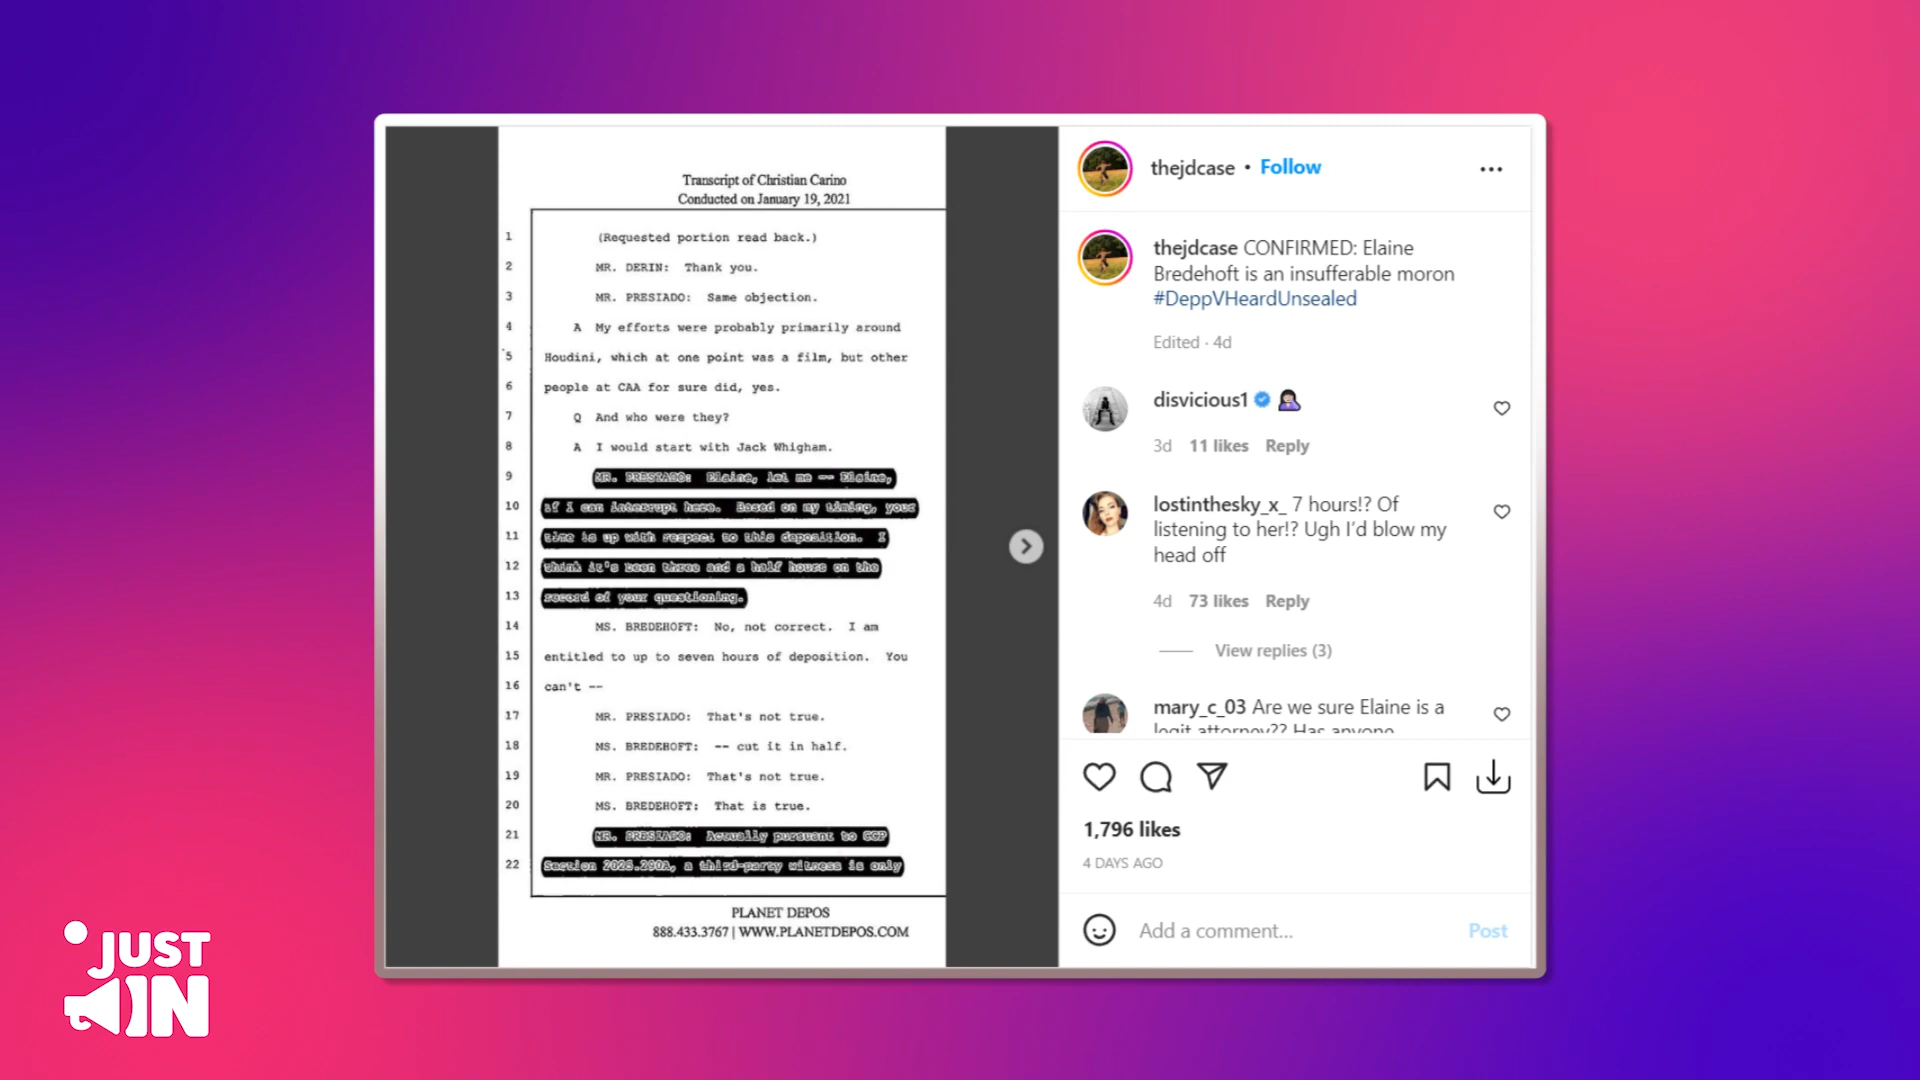 Transcript of Christian Carino
Conducted on January 19, 2021
1 (Requested portion read back.)
2 MR. DERIN: Thank you.
3 MR. PRESIADO: Same objection.
4 A My efforts were probably primarily around
5 Houdini, which at one point was a film, but other
6 people at CAA for sure did, yes.
7 Q And who were they?
8 A I would start with Jack Whigham.
9 MR. PRESIADO: Elaine, let me -- Elaine,
10 if I can interrupt here. Based on my timing, your
11 time is up with respect to this deposition. I
12 think it's been three and a half hours on the
13 record of your questioning.
14 MS. BREDEHOFT: No, not correct. I am
15 entitled to up to seven hours of deposition. You
16 can't --
17 MR. PRESIADO: That's not true.
18 MS. BREDEHOFT: -- cut it in half.
19 MR. PRESIADO: That's not true.
20 MS. BREDEHOFT: That is true.
21 MR. PRESIADO: Actually pursuant to CCP
22 Section a third-party witness is only
PLANET DEPOS
888.433.3767 | WWW.PLANETDEPOS.COM
thejdcase • Follow
thejdcase CONFIRMED: Elaine
Bredehoft is an insufferable moron
#DeppVHeardUnsealed
Edited · 4d
disvicious1
3d 11 likes Reply
lostinthesky_x_ 7 hours!? Of
listening to her!? Ugh I'd blow my
head off
4d 73 likes Reply
View replies (3)
mary_c_03 Are we sure Elaine is a
legit attorney?? Has anyone
1,796 likes
4 DAYS AGO
Add a comment... Post
JUST
IN